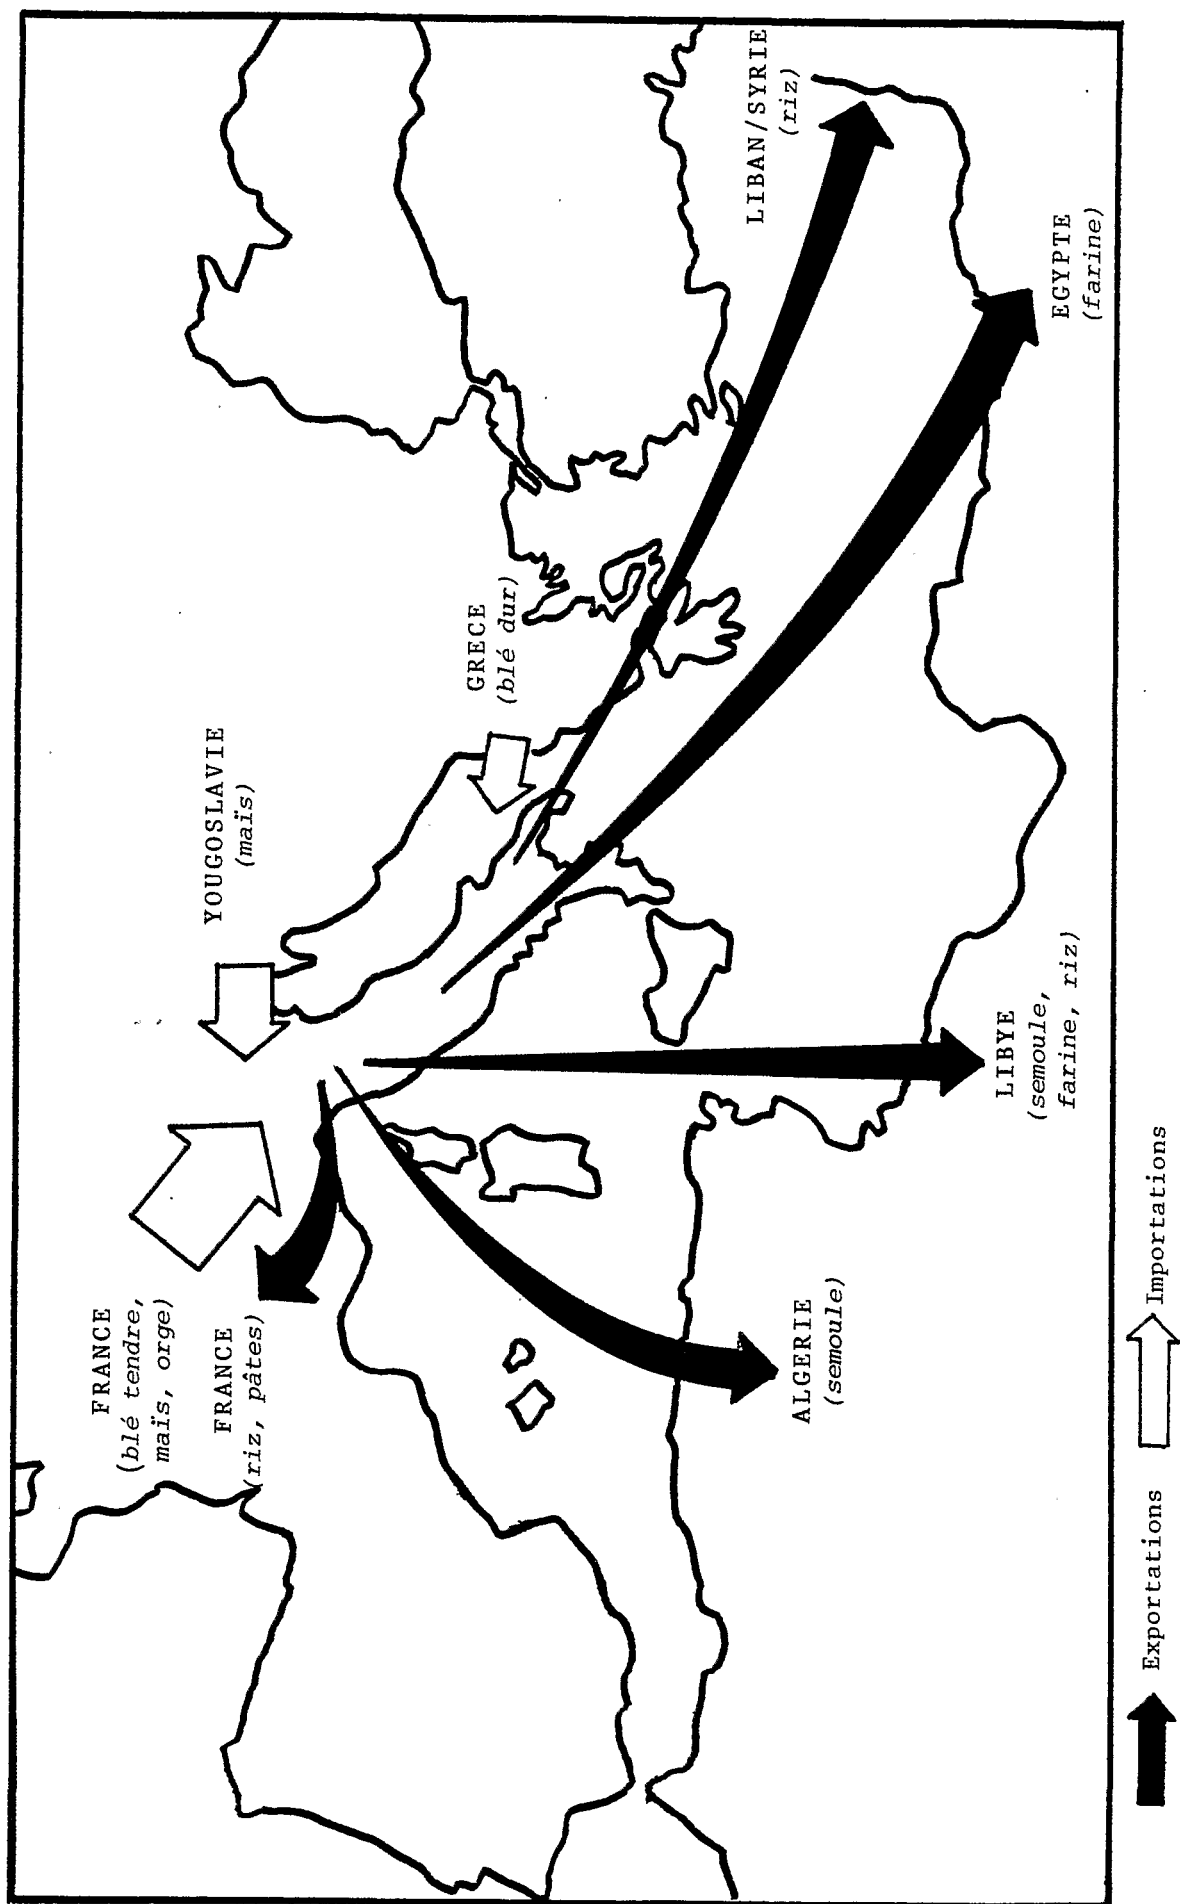 FRANCE
(blé tendre,
maïs, orge)
FRANCE
(riz, pâtes)
YOUGOSLAVIE
(maïs)
GRECE
(blé dur)
LIBAN/SYRIE
(riz)
ALGERIE
(semoule)
LIBYE
(semoule,
farine, riz)
EGYPTE
(farine)
Exportations
Importations